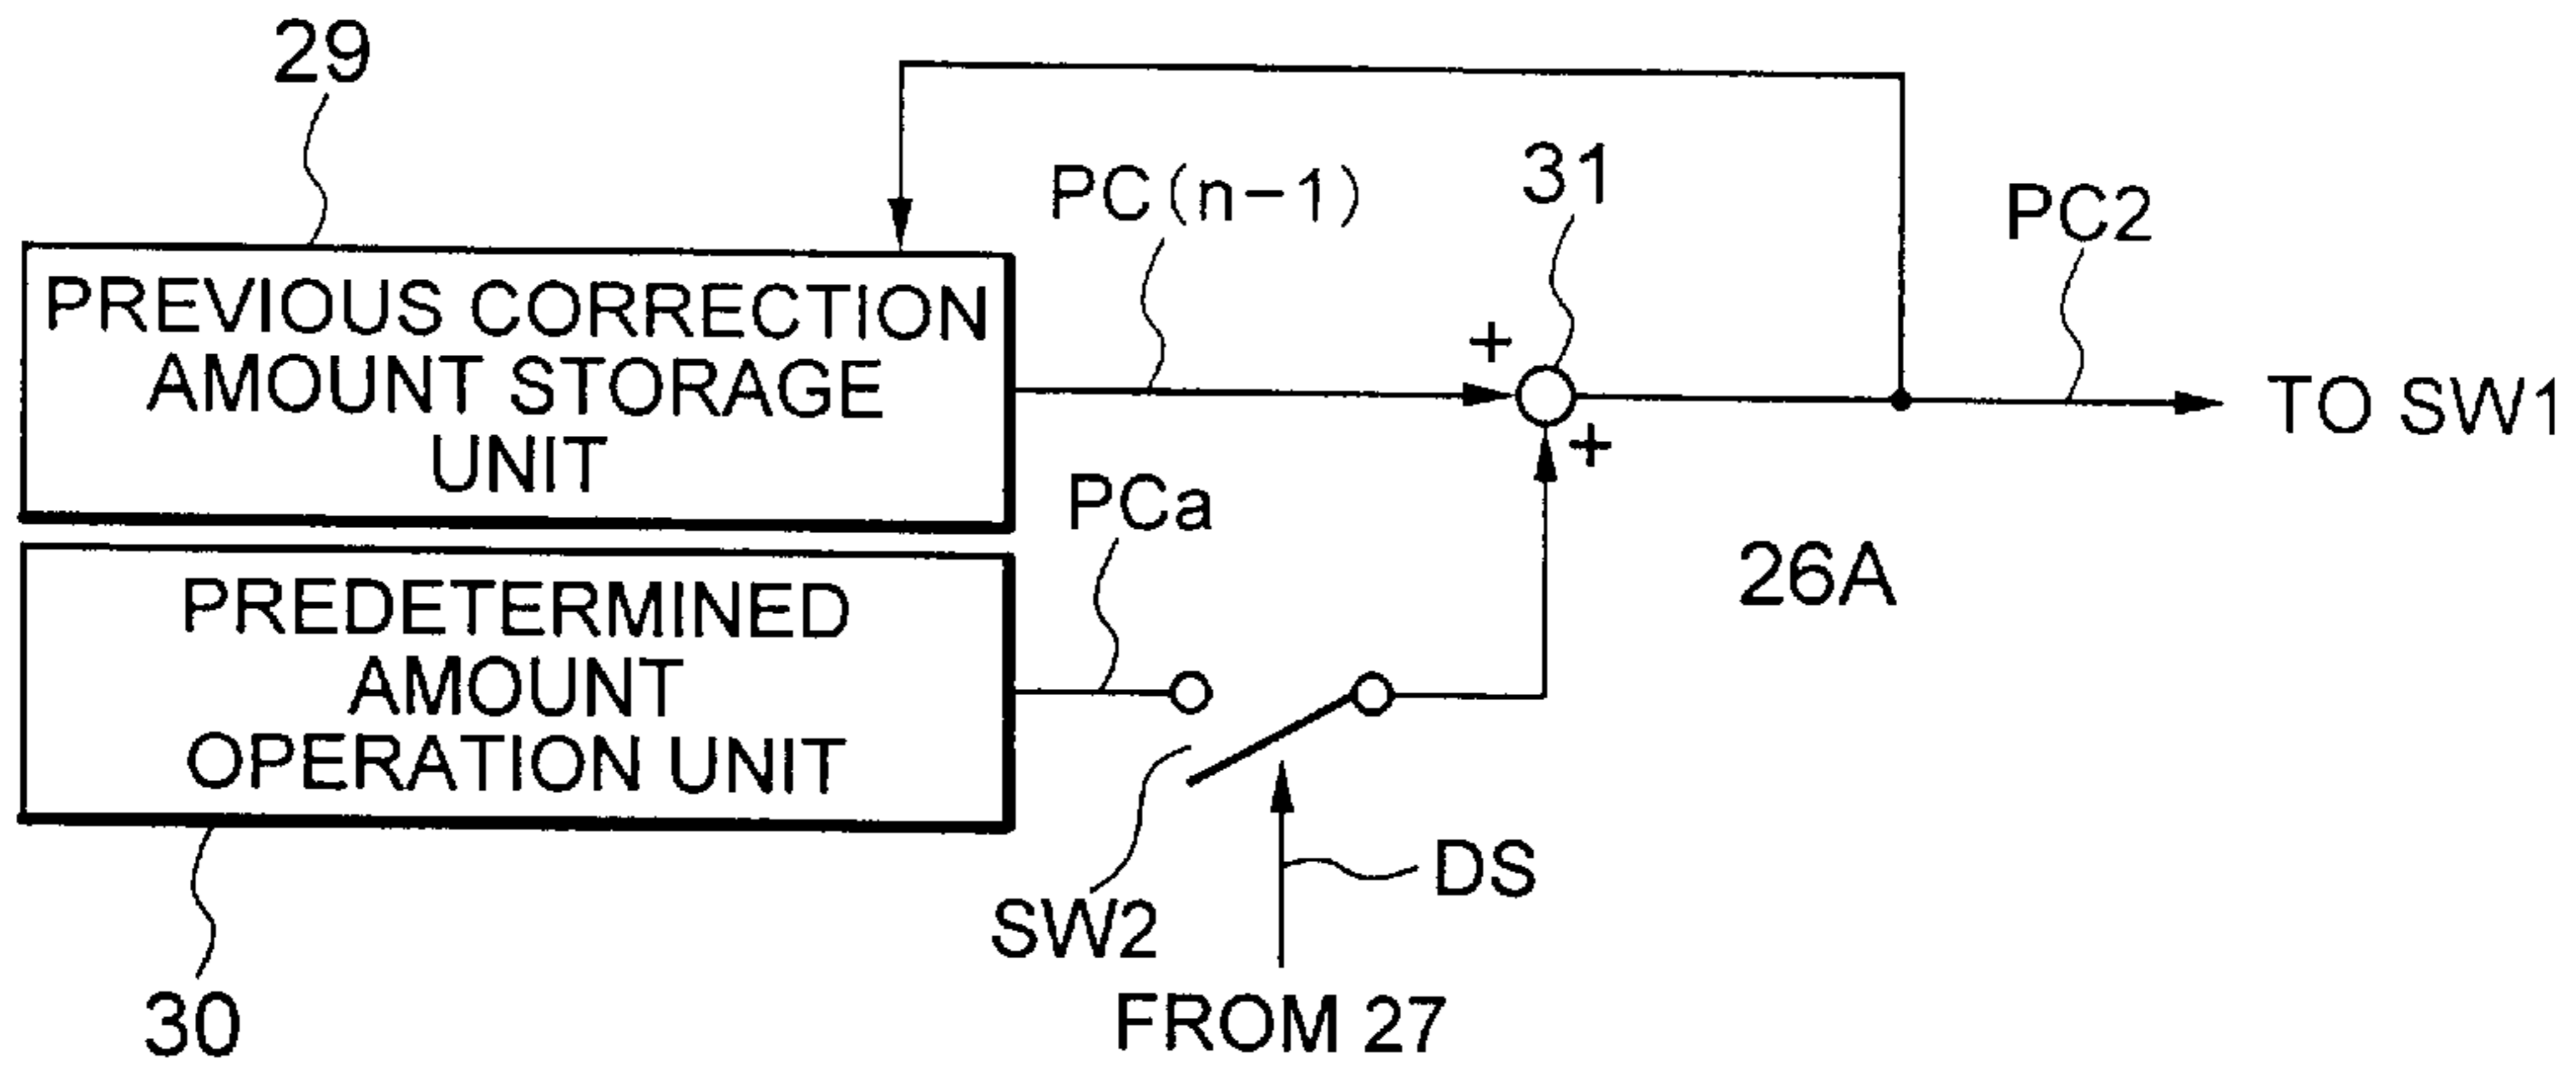 29
31
PC(n-1)
PC2
PREVIOUS CORRECTION
AMOUNT STORAGE
UNIT
+
TO SW1
+
PCa
26A
PREDETERMINED
AMOUNT
OPERATION UNIT
DS
SW2
30
FROM 27